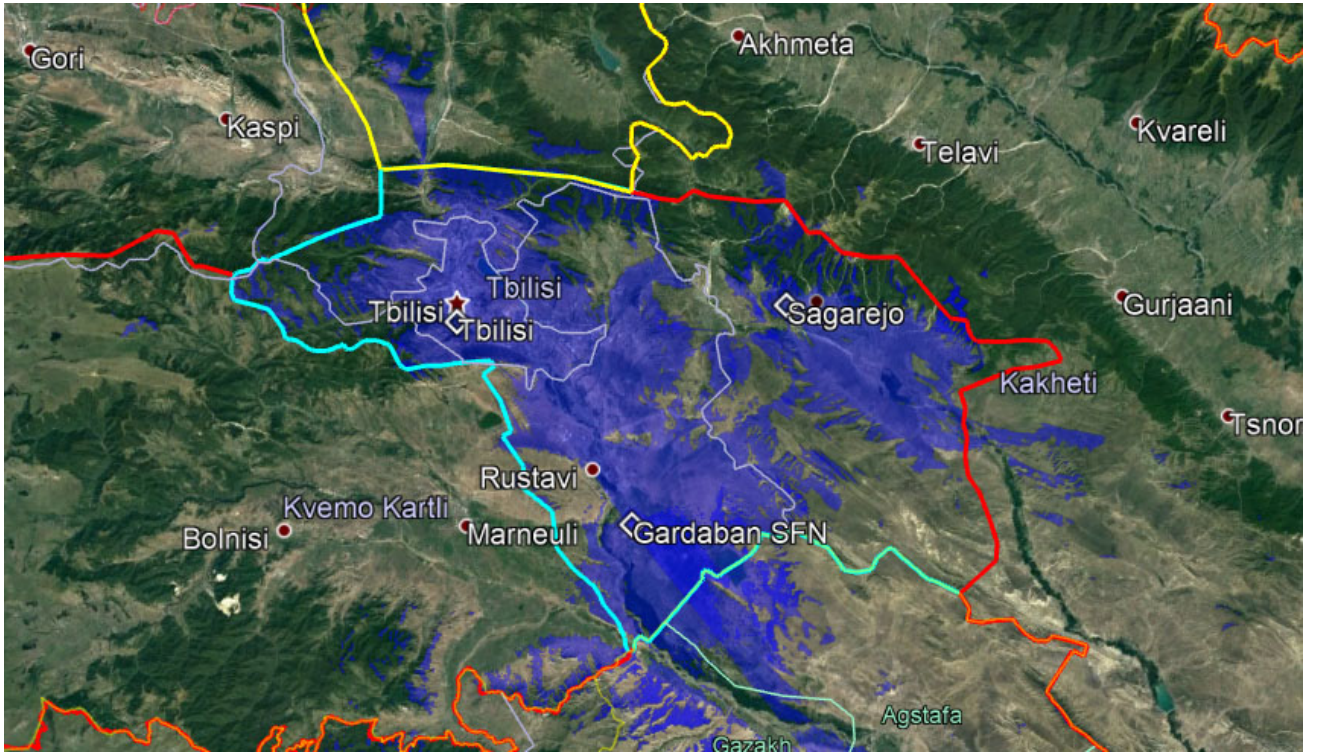 Gori
Akhmeta
Kaspi
Kvareli
Telavi
Tbilisi
Tbilisi
Tbilisi
Sagarejo
Gurjaani
Kakheti
Tsnor
Rustavi
Kvemo Kartli
Bolnisi
Marneuli
Gardaban SFN
Agstafa
Gazakh